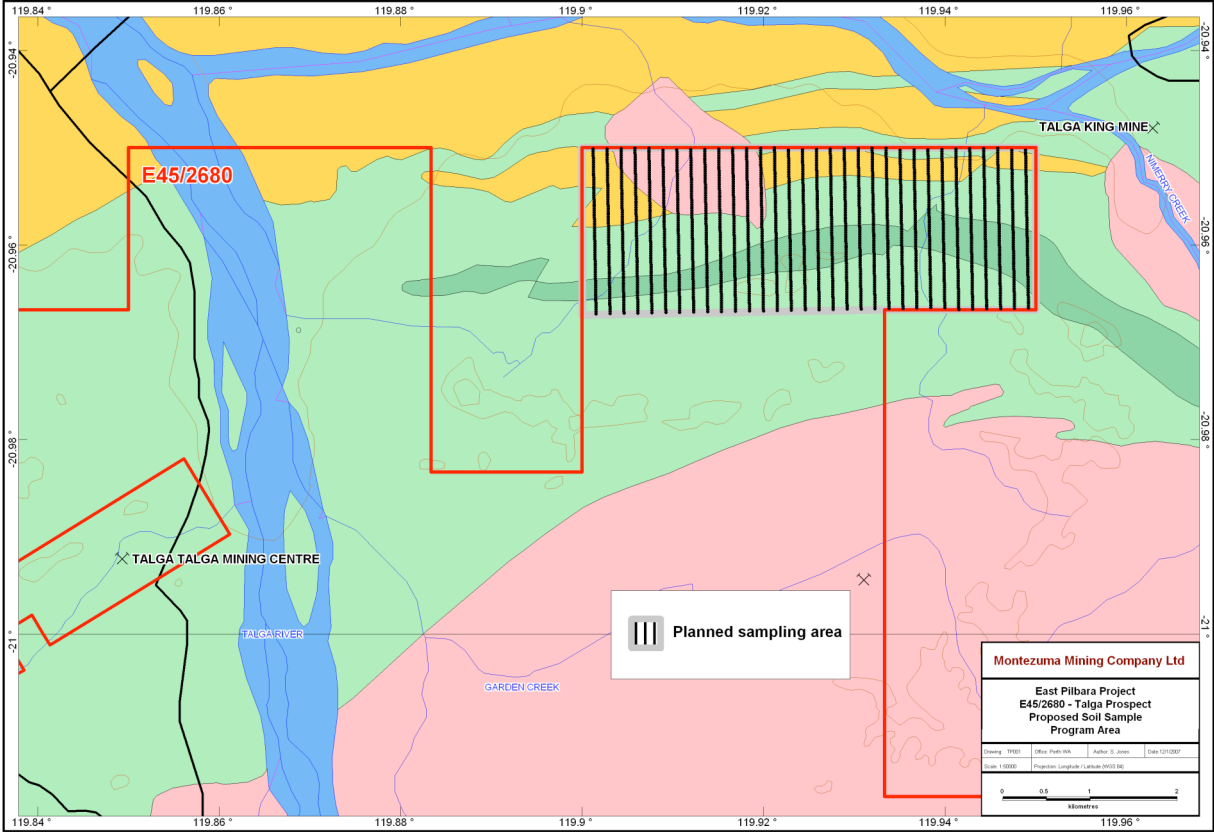 119.84 °
119.86 °
119.88 °
119.9 °
119.92 °
119.94 °
119.96 °
-20.94 °
-20.94 °
TALGA KING MINE
NIMERRY CREEK
E45/2680
-20.96 °
-20.96 °
-20.98 °
-20.98 °
TALGA TALGA MINING CENTRE
TALGA RIVER
-21 °
-21 °
GARDEN CREEK
Planned sampling area
Montezuma Mining Company Ltd
East Pilbara Project
E45/2680 - Talga Prospect
Proposed Soil Sample
Program Area
Drawing: TP001
Office: Perth WA
Author: S. Jones
Date:12/1/2007
Scale: 1:50000
Projection: Longitude / Latitude (WGS 84)
0 0.5 1 2
kilometres
119.84 °
119.86 °
119.88 °
119.9 °
119.92 °
119.94 °
119.96 °